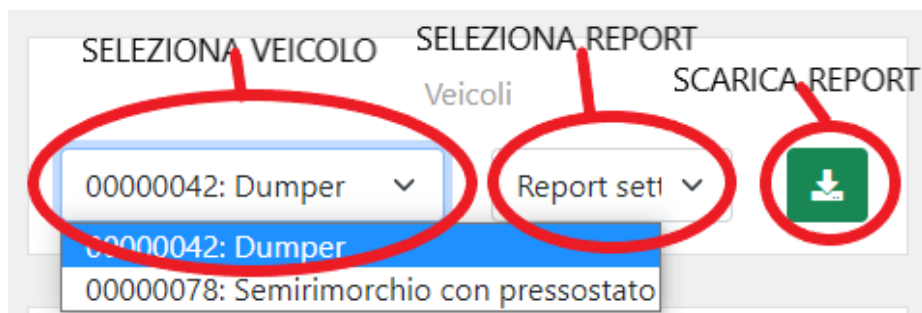 SELEZIONA VEICOLO
SELEZIONA REPORT
SCARICA REPORT
Veicoli
00000042: Dumper
Report sett
00000042: Dumper
00000078: Semirimorchio con pressostato